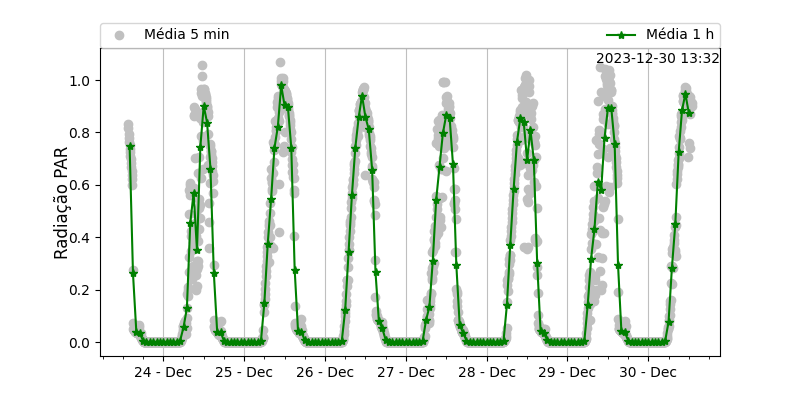 Média 5 min
Média 1 h
2023-12-30 13:32
Radiação PAR
1.0
0.8
0.6
0.4
0.2
0.0
24 - Dec
25 - Dec
26 - Dec
27 - Dec
28 - Dec
29 - Dec
30 - Dec